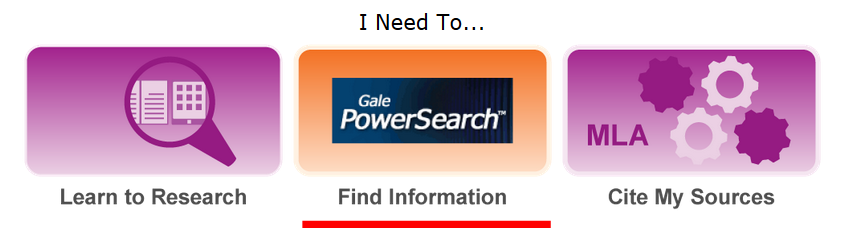 I Need To...
Gale
PowerSearch™
MLA
Learn to Research
Find Information
Cite My Sources